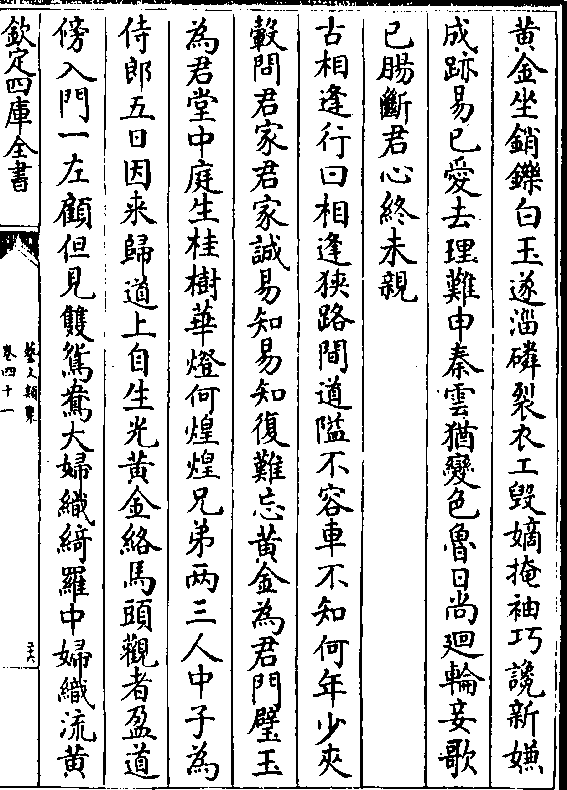 黄金坐銷鑠白玉遂淄磷裂衣工毁嫡掩袖巧讒新嫌
成跡易已愛去理難申秦雲猶變色魯日尚廻輪妾歌
已腸斷君心終未親
古相逢行曰相逢狹路間道隘不容車不知何年少夾
轂問君家君家誠易知易知復難忘黄金為君門璧玉
為君堂中庭生桂樹華燈何煌煌兄弟两三人中子為
侍郎五日因来歸道上自生光黄金絡馬頭觀者盈道
傍入門一左顧但見雙鴛鴦大婦織綺羅中婦織流黄
欽定四庫全書
藝文類聚
卷四十一
二六